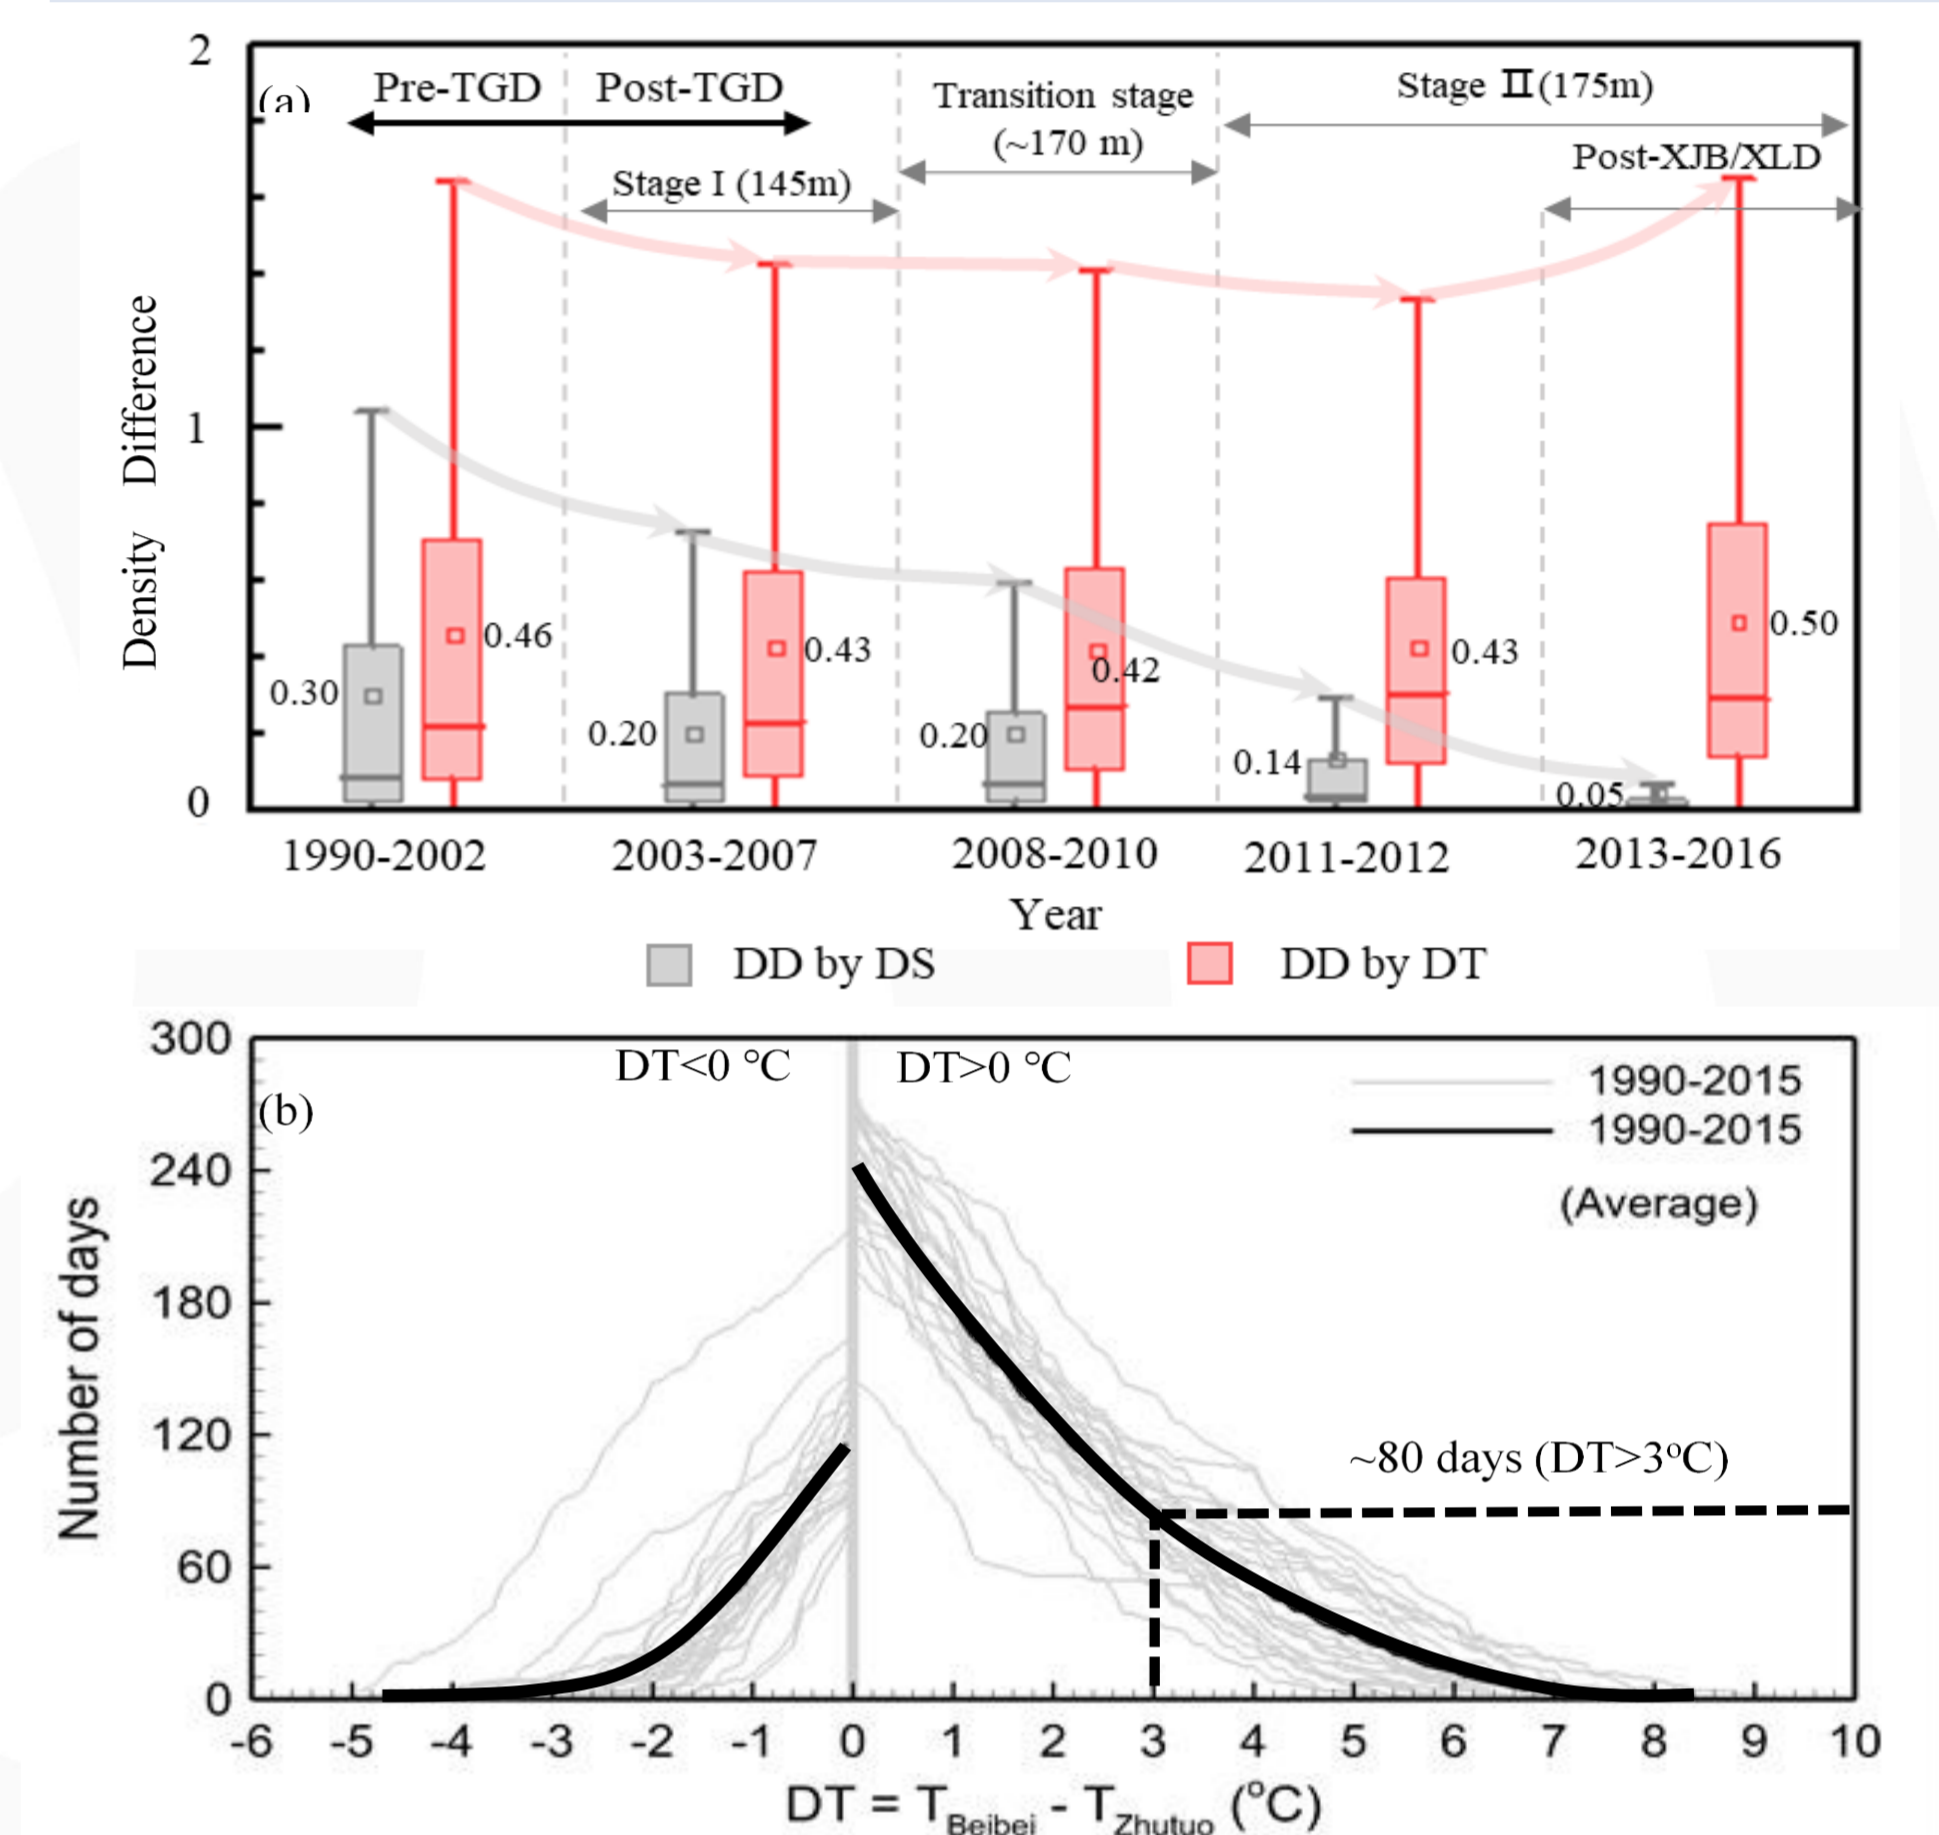 2
(a)
Pre-TGD
Post-TGD
Transition stage
(~170 m)
Stage Ⅱ(175m)
Post-XJB/XLD
Stage I (145m)
Density Difference
1
0
0.30
0.46
0.20
0.43
0.20
0.42
0.14
0.43
0.05
0.50
1990-2002
2003-2007
2008-2010
2011-2012
2013-2016
Year
DD by DS
DD by DT
300
240
180
120
60
0
(b)
DT<0 °C
DT>0 °C
1990-2015
1990-2015
(Average)
Number of days
~80 days (DT>3°C)
-6 -5 -4 -3 -2 -1 0 1 2 3 4 5 6 7 8 9 10
DT = TBeibei - TZhutuo (°C)